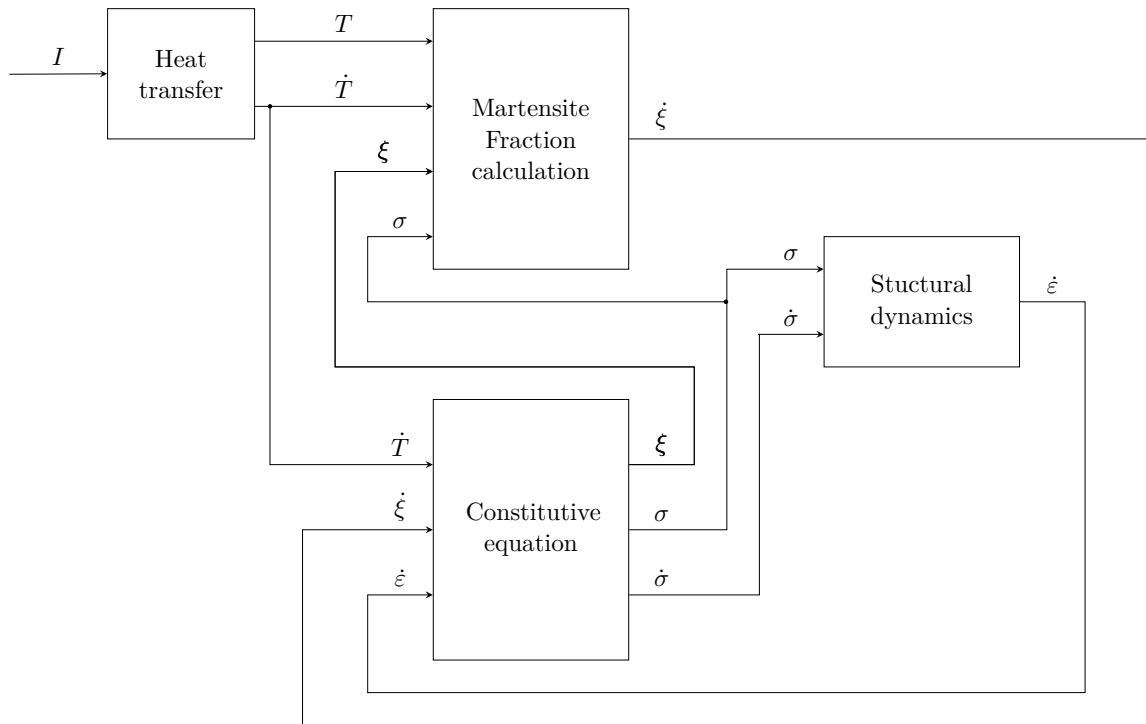 I
Heat
transfer
T
Ṫ
ξ
σ
Martensite
Fraction
calculation
ξ̇
σ
σ̇
Stuctural
dynamics
ε̇
Ṫ
ξ̇
ε̇
Constitutive
equation
ξ
σ
σ̇